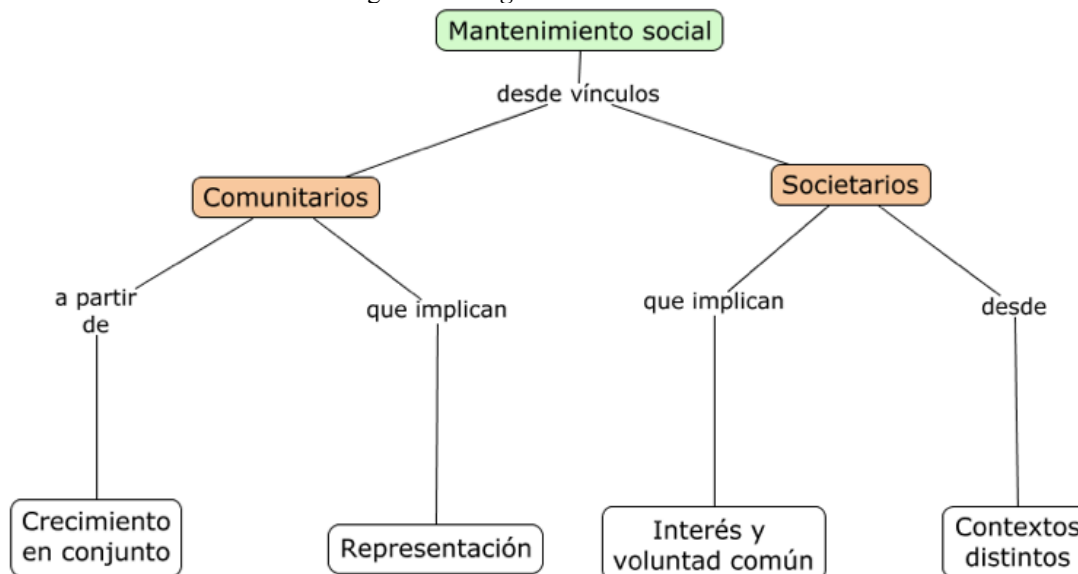 Mantenimiento social
desde vínculos
Comunitarios
Societarios
a partir
de
que implican
que implican
desde
Crecimiento
en conjunto
Representación
Interés y
voluntad común
Contextos
distintos